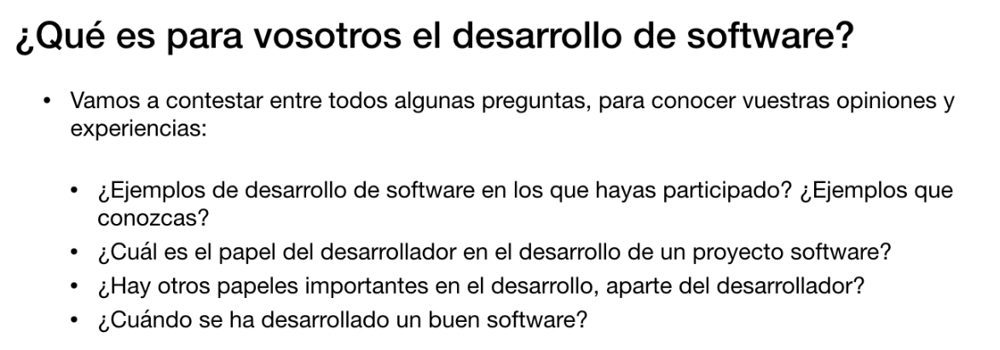 ¿Qué es para vosotros el desarrollo de software?
• Vamos a contestar entre todos algunas preguntas, para conocer vuestras opiniones y
experiencias:
• ¿Ejemplos de desarrollo de software en los que hayas participado? ¿Ejemplos que
conozcas?
• ¿Cuál es el papel del desarrollador en el desarrollo de un proyecto software?
• ¿Hay otros papeles importantes en el desarrollo, aparte del desarrollador?
• ¿Cuándo se ha desarrollado un buen software?